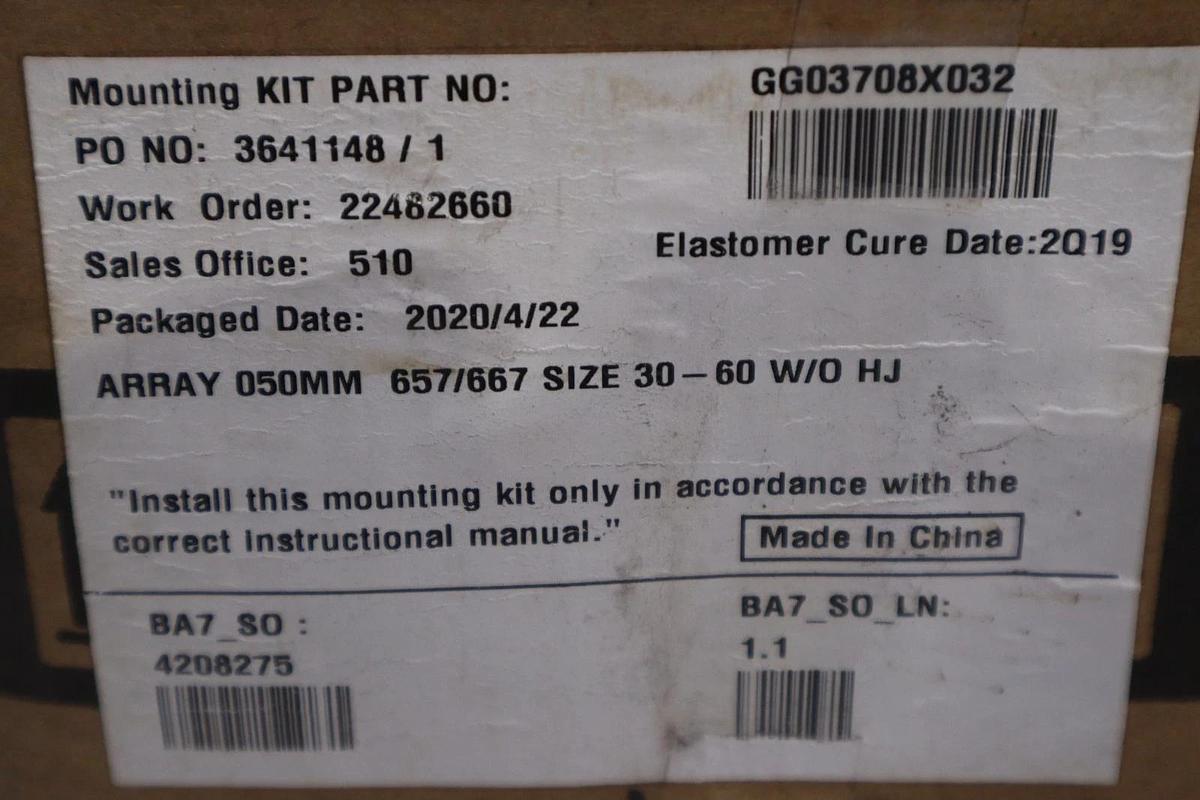 Mounting KIT PART NO: GG03708X032
PO NO: 3641148 / 1
Work Order: 22482660
Sales Office: 510 Elastomer Cure Date:2Q19
Packaged Date: 2020/4/22
ARRAY 050MM 657/667 SIZE 30–60 W/O HJ
"Install this mounting kit only in accordance with the
correct instructional manual."
Made In China
BA7_SO : BA7_SO_LN:
4208275 1.1